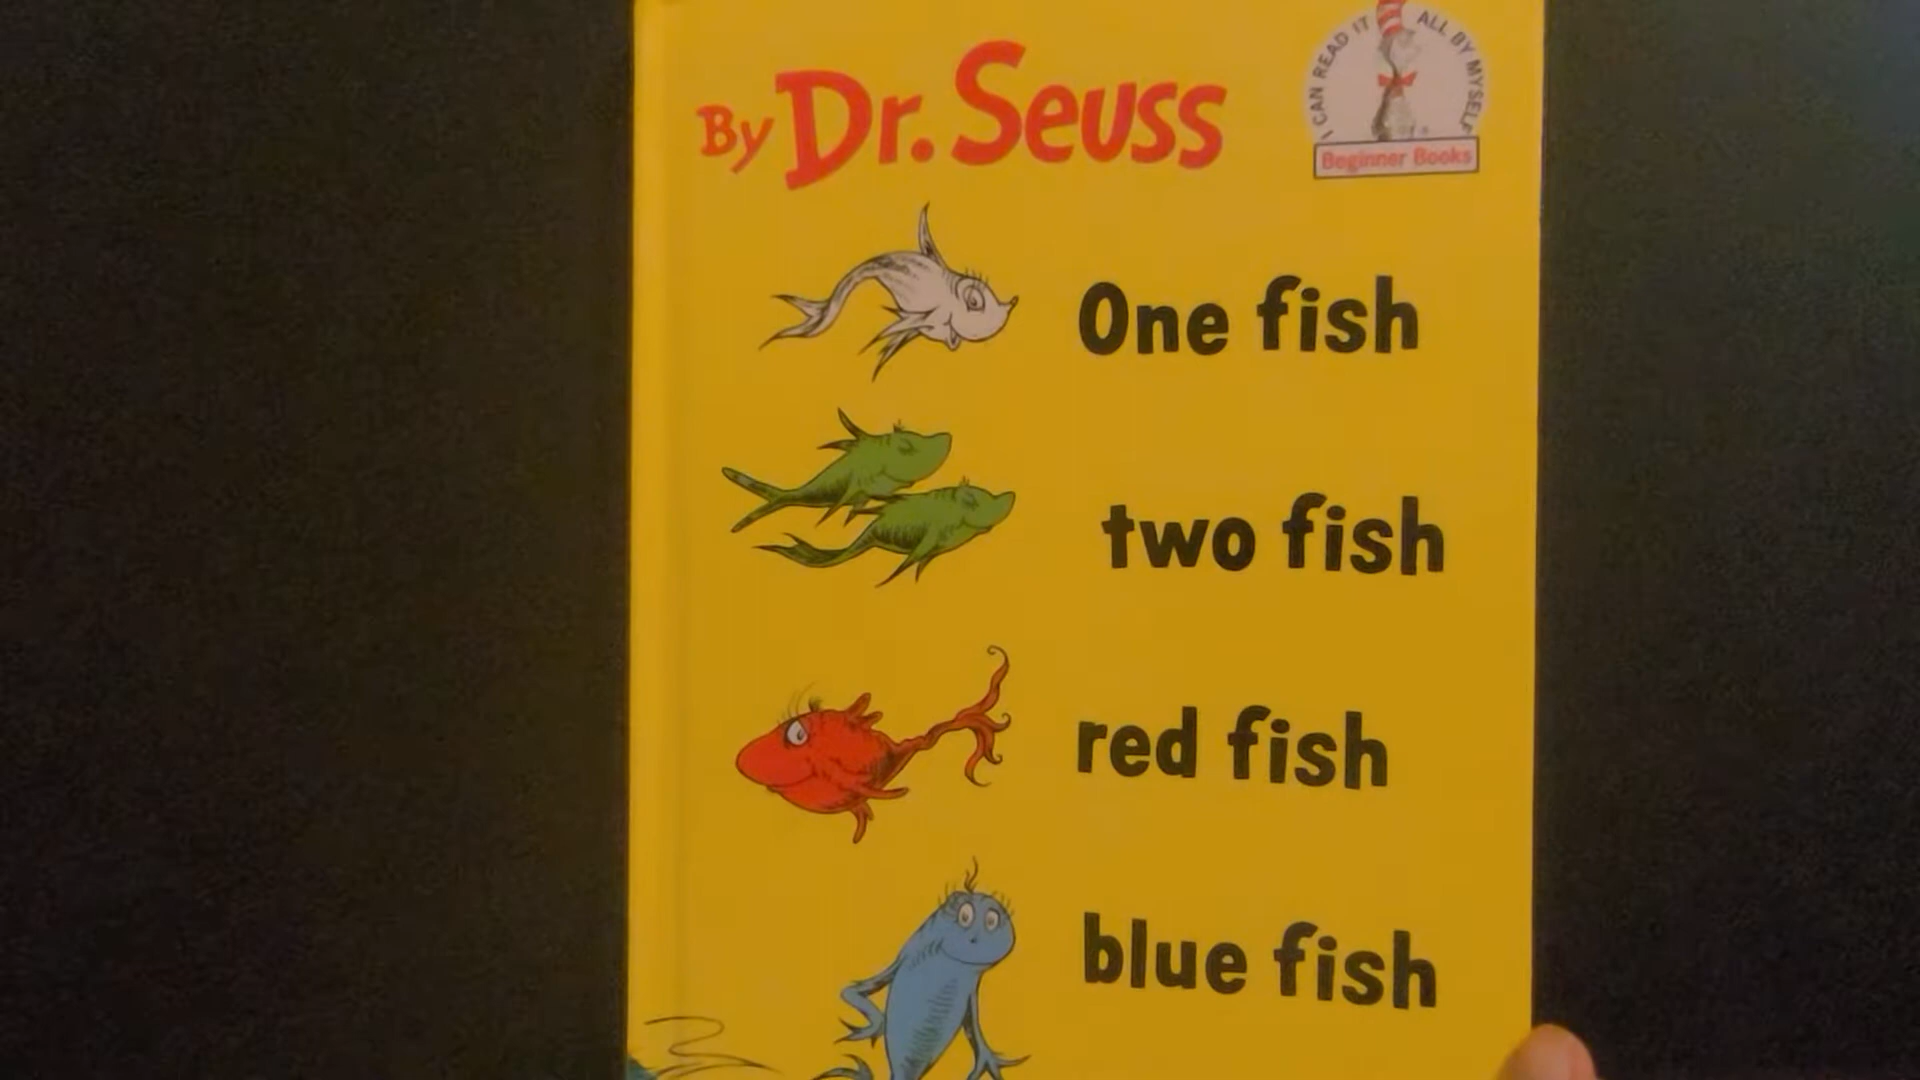 By Dr. Seuss
I CAN READ IT ALL BY MYSELF
Beginner Books
One fish
two fish
red fish
blue fish